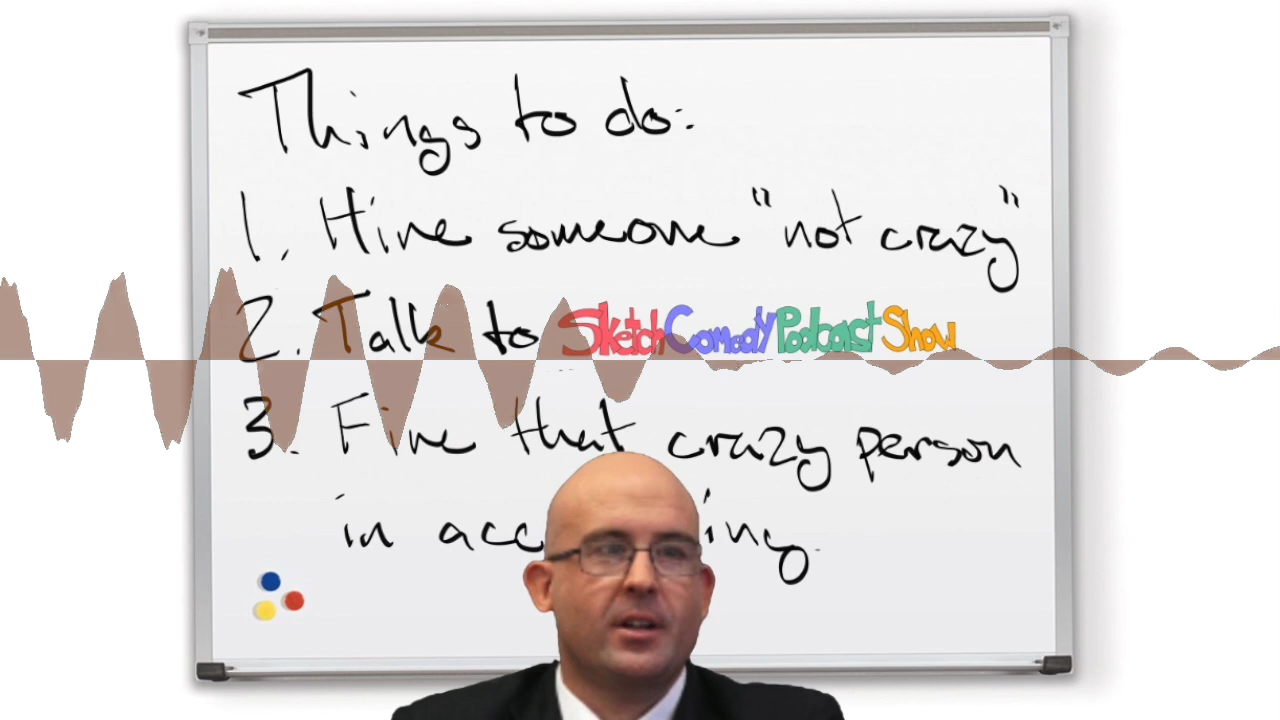 Things to do:
1. Hire someone "not crazy"
2. Talk to SketchComedyPodcastShow
3. Fire that crazy person
in acc ing.